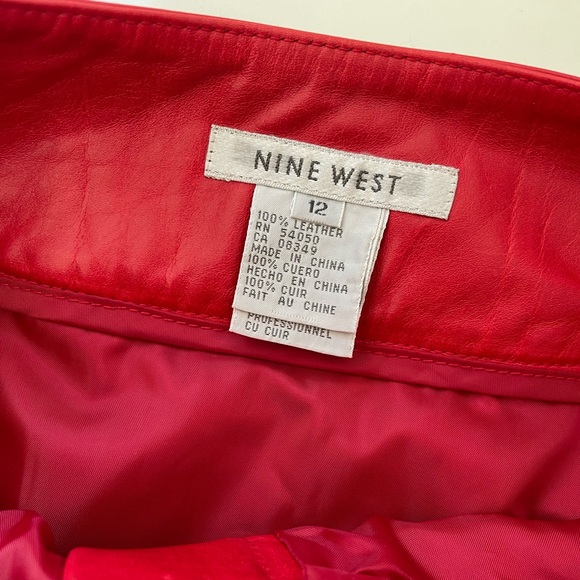 NINE WEST
12
100% LEATHER
RN 54050
CA 08349
MADE IN CHINA
100% CUERO
HECHO EN CHINA
100% CUIR
FAIT AU CHINE
PROFESSIONNEL
CU CUIR